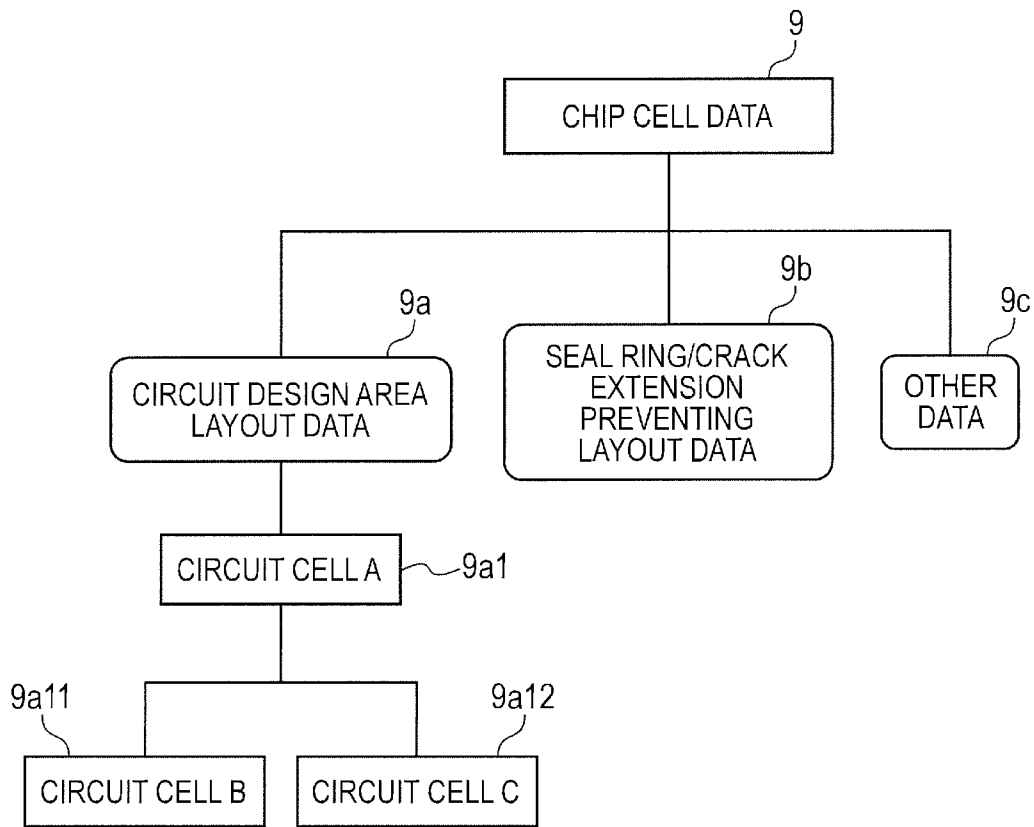 9
CHIP CELL DATA
9a
9b
9c
CIRCUIT DESIGN AREA
LAYOUT DATA
SEAL RING/CRACK
EXTENSION
PREVENTING
LAYOUT DATA
OTHER
DATA
CIRCUIT CELL A
9a1
9a11
9a12
CIRCUIT CELL B
CIRCUIT CELL C